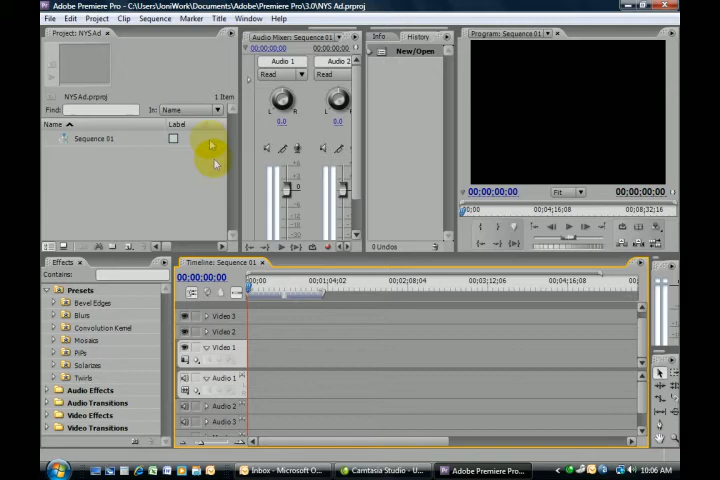 Adobe Premiere Pro - C:\Users\JoniWork\Documents\Adobe\Premiere Pro\3.0\NYS Ad.prproj
File Edit Project Clip Sequence Marker Title Window Help
Project: NYS Ad
NYS Ad.prproj
1 Item
Find: In: Name
Name Label
Sequence 01
Audio Mixer: Sequence 01
00;00;00;00 00;00;00;00
Audio 1 Audio 2
Read Read
L R L
0.0 0.0
Info History
New/Open
0 Undos
Program: Sequence 01
00;00;00;00 Fit 00;00;00;00
00;00 00;04;16;08 00;08;32;16
Effects
Contains:
Presets
Bevel Edges
Blurs
Convolution Kernel
Mosaics
PiPs
Solarizes
Twirls
Audio Effects
Audio Transitions
Video Effects
Video Transitions
Timeline: Sequence 01
00;00;00;00
00;00 00;01;04;02 00;02;08;04 00;03;12;06 00;04;16;08 00;
Video 3
Video 2
Video 1
Audio 1
Audio 2
Audio 3
Inbox - Microsoft O... Camtasia Studio - U... Adobe Premiere Pro... 10:06 AM